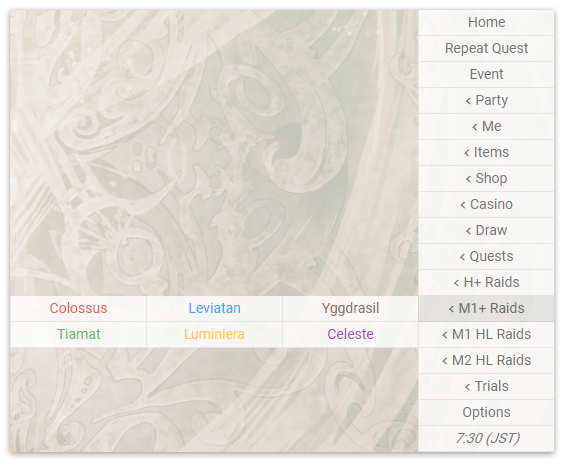 Home
Repeat Quest
Event
< Party
< Me
< Items
< Shop
< Casino
< Draw
< Quests
< H+ Raids
Colossus Leviatan Yggdrasil < M1+ Raids
Tiamat Luminiera Celeste < M1 HL Raids
< M2 HL Raids
< Trials
Options
7:30 (JST)